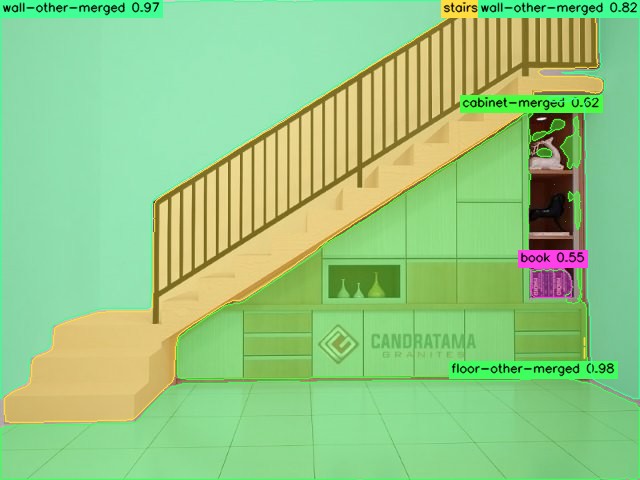 wall-other-merged 0.97
stairs
wall-other-merged 0.82
cabinet-merged 0.62
book 0.55
CANDRATAMA
GRANITES
floor-other-merged 0.98